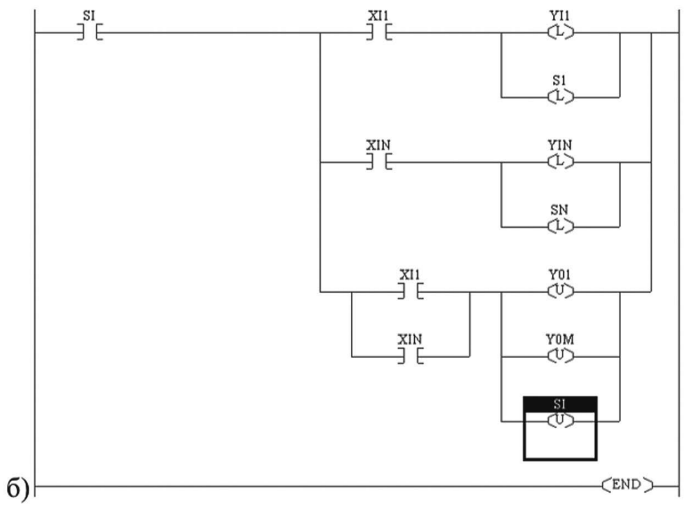 SI XI1 YI1
L
S1
L
XIN YIN
L
SN
L
XI1 Y01
U
XIN Y0M
U
SI
U
б) END